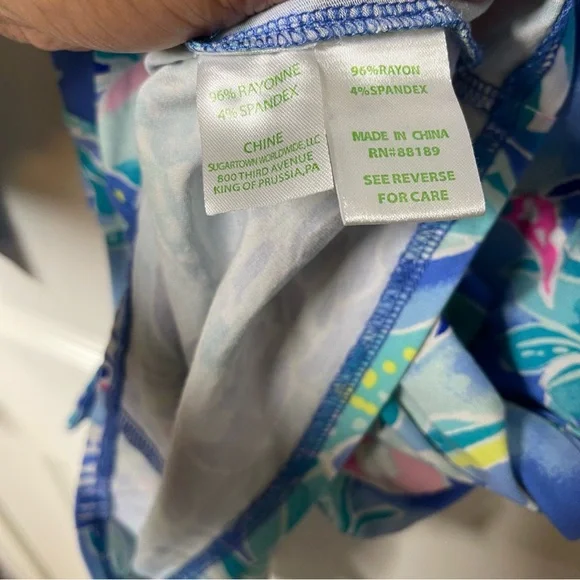 96%RAYONNE
4%SPANDEX
CHINE
SUGARTOWN WORLDWIDE,LLC
800 THIRD AVENUE
KING OF PRUSSIA,PA
96%RAYON
4%SPANDEX
MADE IN CHINA
RN#88189
SEE REVERSE
FOR CARE